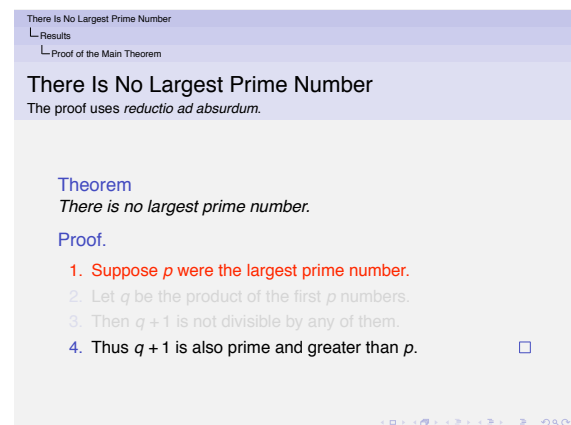 There Is No Largest Prime Number
Results
Proof of the Main Theorem
There Is No Largest Prime Number
The proof uses reductio ad absurdum.
Theorem
There is no largest prime number.
Proof.
1. Suppose p were the largest prime number.
2. Let q be the product of the first p numbers.
3. Then q + 1 is not divisible by any of them.
4. Thus q + 1 is also prime and greater than p.